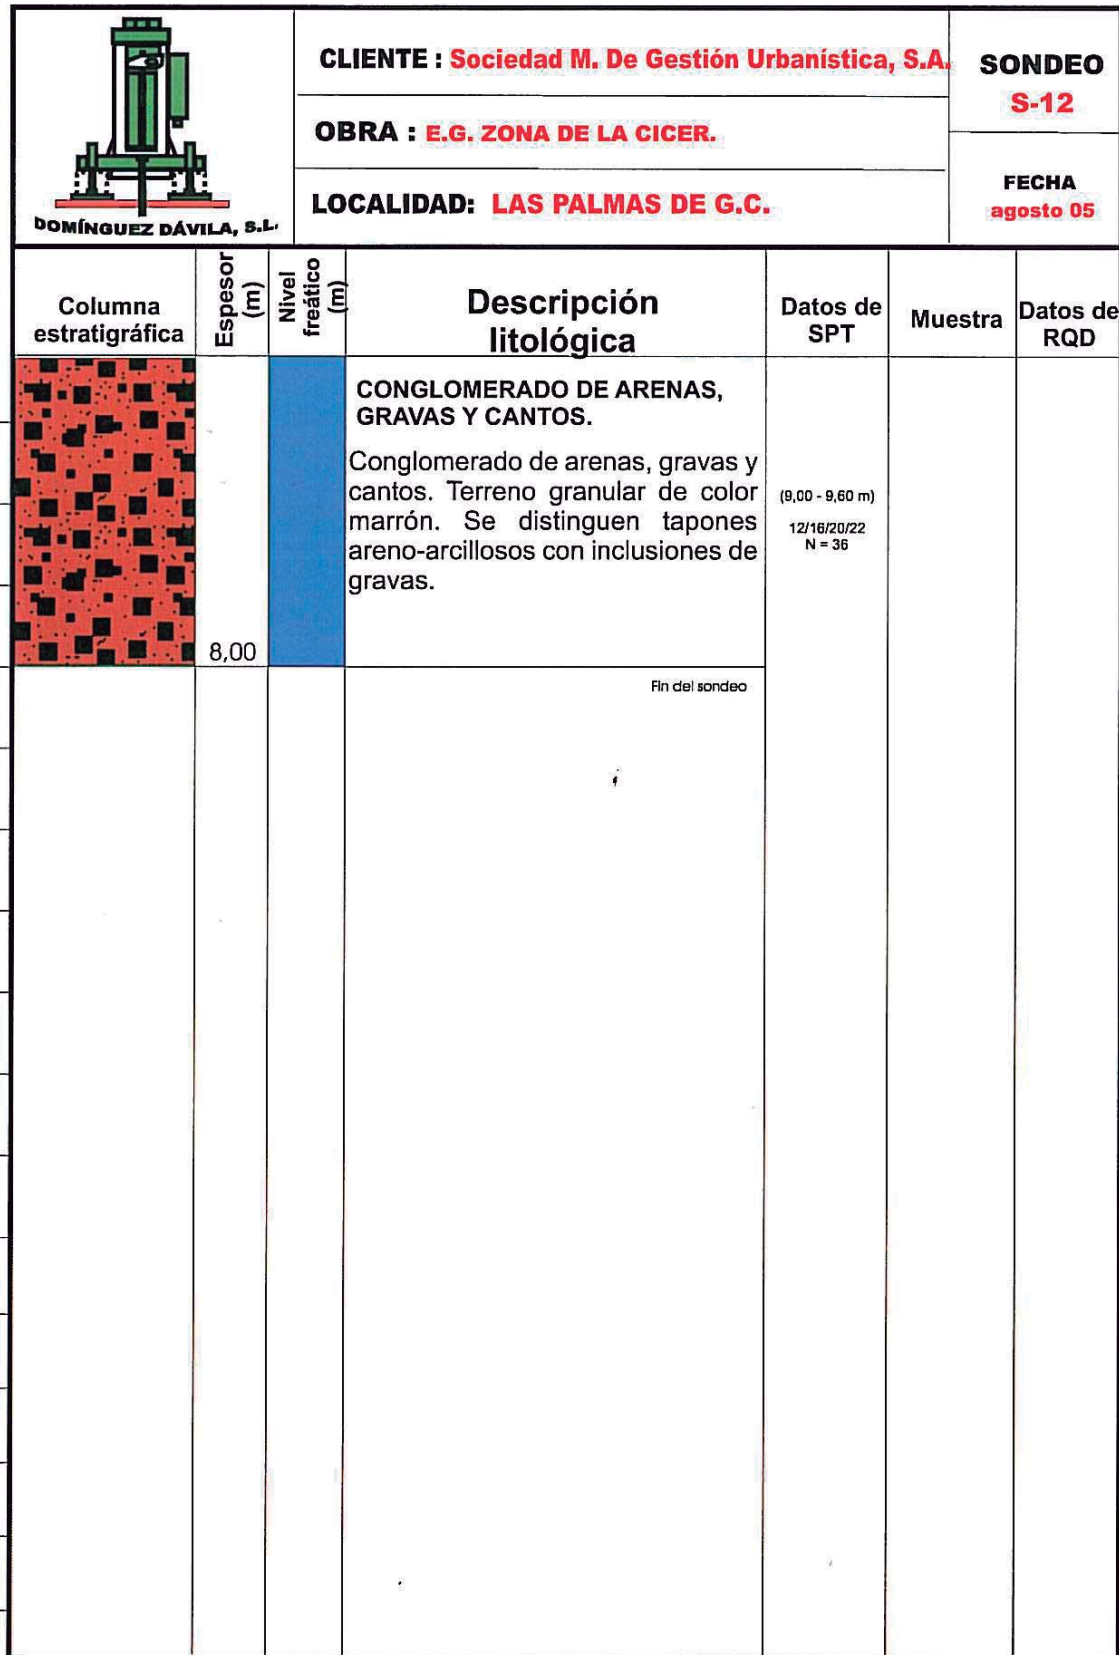 DOMÍNGUEZ DÁVILA, S.L.
CLIENTE : Sociedad M. De Gestión Urbanística, S.A.
OBRA : E.G. ZONA DE LA CICER.
LOCALIDAD: LAS PALMAS DE G.C.
SONDEO
S-12
FECHA
agosto 05
Columna
estratigráfica
Espesor
(m)
Nivel
freático
(m)
Descripción
litológica
Datos de
SPT
Muestra
Datos de
RQD
CONGLOMERADO DE ARENAS,
GRAVAS Y CANTOS.
Conglomerado de arenas, gravas y
cantos. Terreno granular de color
marrón. Se distinguen tapones
areno-arcillosos con inclusiones de
gravas.
(9,00 - 9,60 m)
12/16/20/22
N = 36
8,00
Fin del sondeo